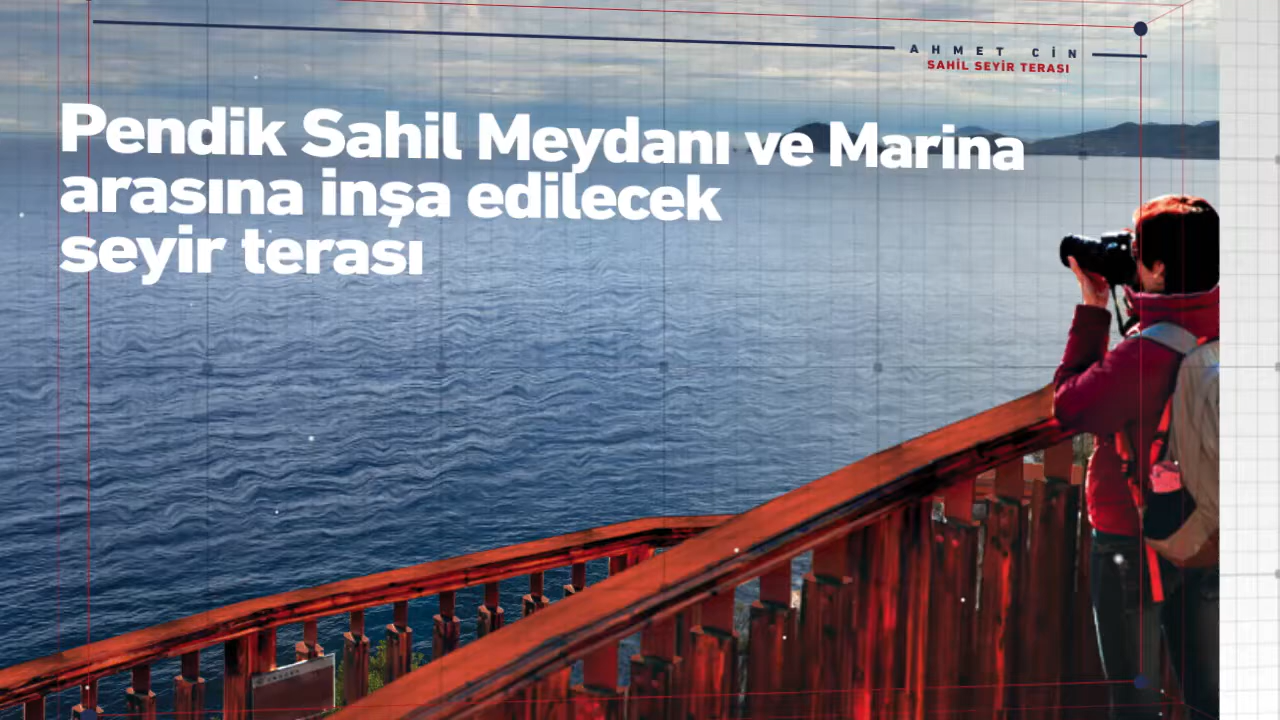 AHMET CİN
SAHİL SEYİR TERASI
Pendik Sahil Meydanı ve Marina
arasına inşa edilecek
seyir terası